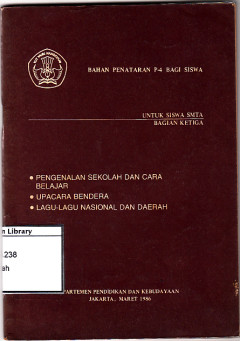 BAHAN PENATARAN P-4 BAGI SISWA
UNTUK SISWA SMTA
BAGIAN KETIGA
• PENGENALAN SEKOLAH DAN CARA
BELAJAR
• UPACARA BENDERA
• LAGU-LAGU NASIONAL DAN DAERAH
n Library
.238
ah
EPARTEMEN PENDIDIKAN DAN KEBUDAYAAN
JAKARTA, MARET 1986